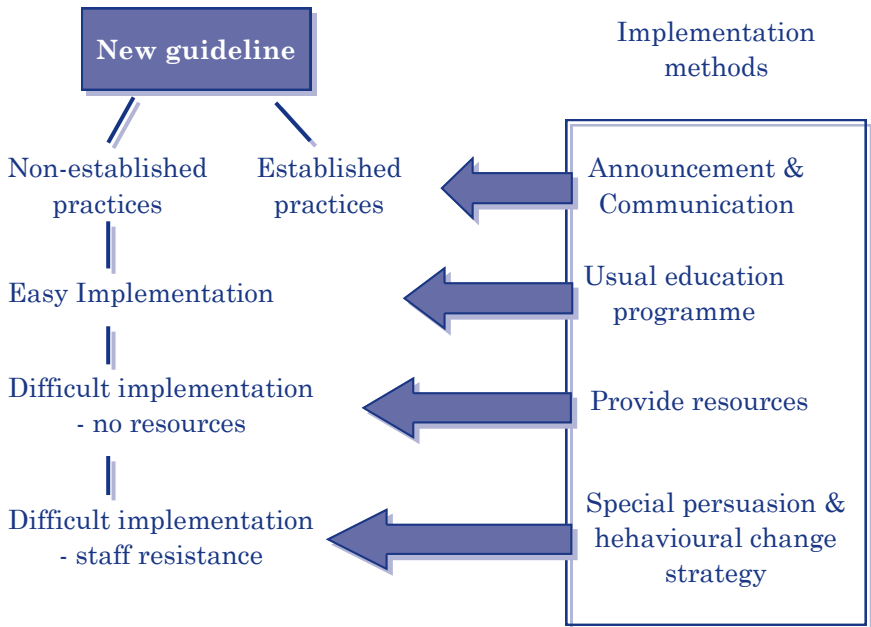 New guideline
Implementation
methods
Non-established
practices
Established
practices
Announcement &
Communication
Easy Implementation
Usual education
programme
Difficult implementation
- no resources
Provide resources
Difficult implementation
- staff resistance
Special persuasion &
hehavioural change
strategy